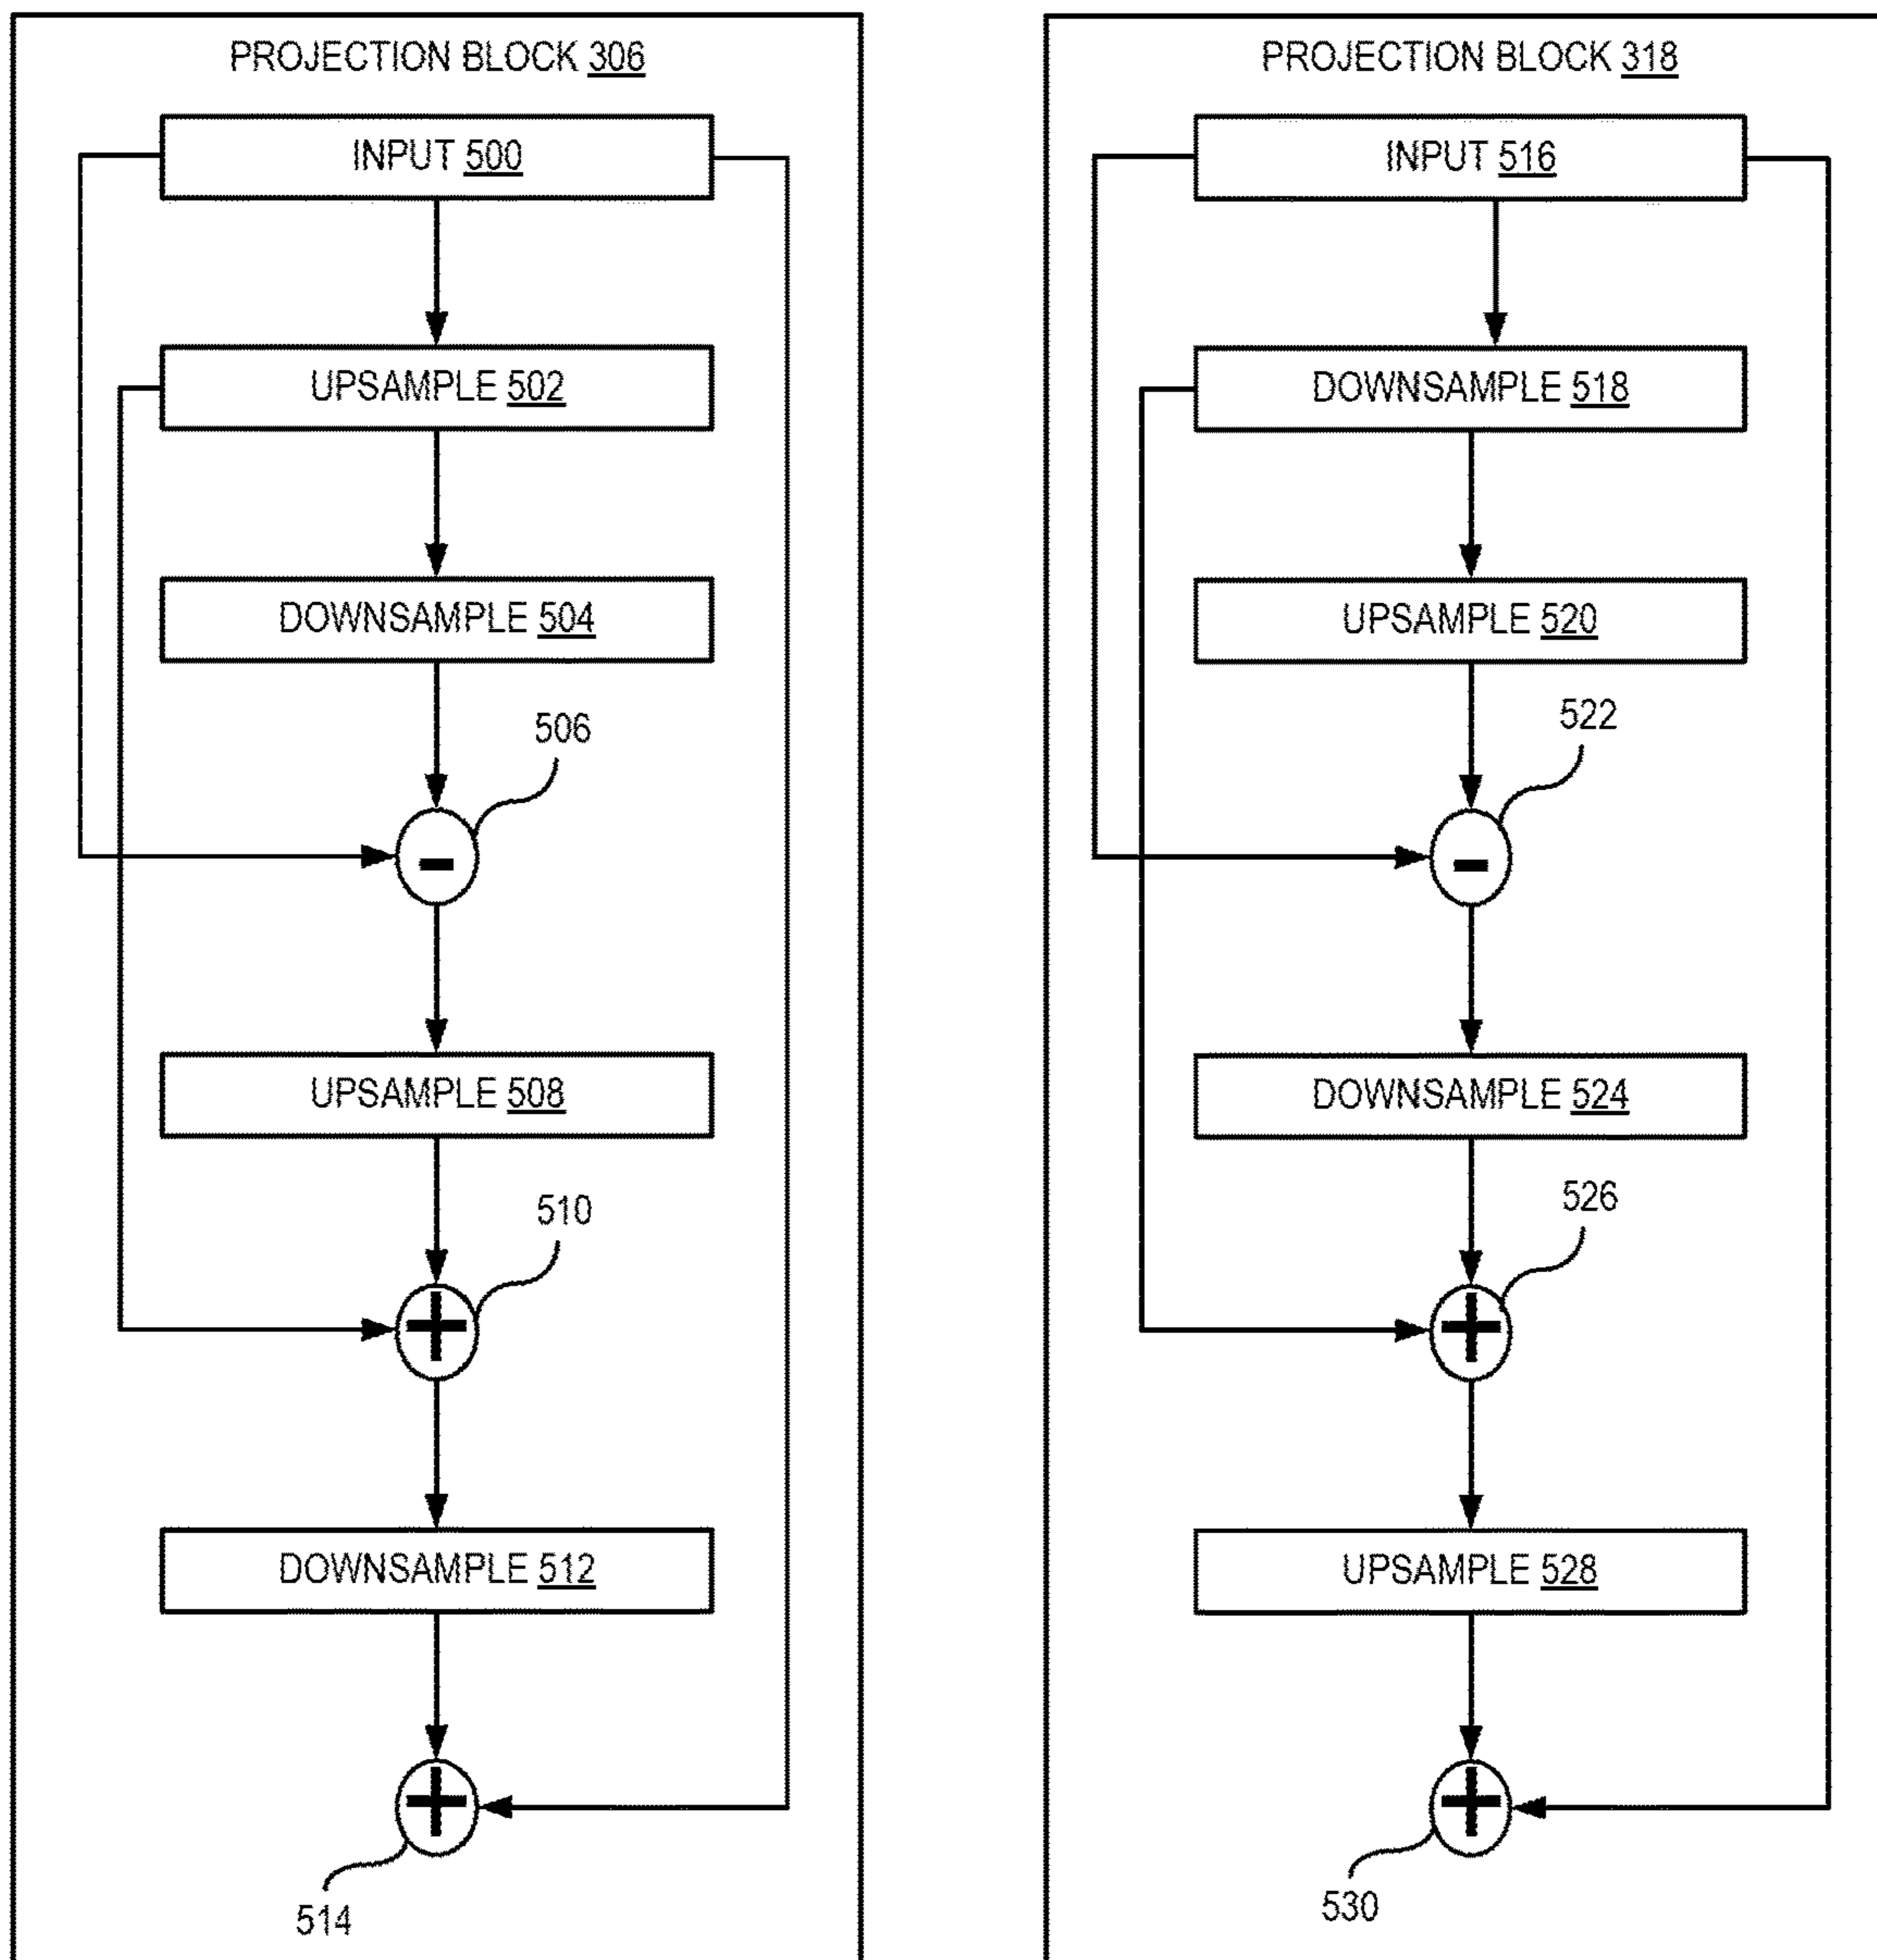 PROJECTION BLOCK 306
INPUT 500
UPSAMPLE 502
DOWNSAMPLE 504
506
-
UPSAMPLE 508
510
+
DOWNSAMPLE 512
+
514
PROJECTION BLOCK 318
INPUT 516
DOWNSAMPLE 518
UPSAMPLE 520
522
-
DOWNSAMPLE 524
526
+
UPSAMPLE 528
+
530